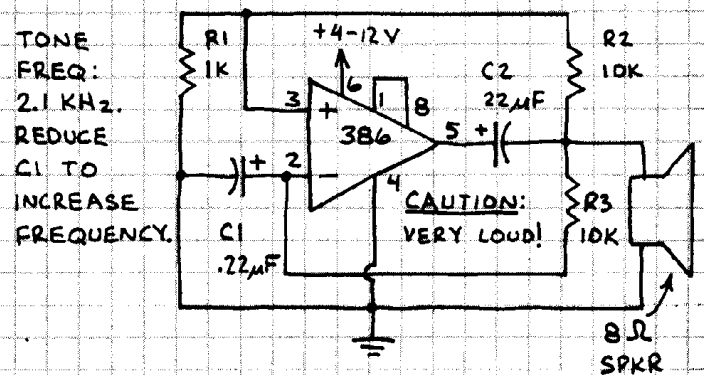 TONE
FREQ:
2.1 KHz.
REDUCE
C1 TO
INCREASE
FREQUENCY.
R1
1K
+4-12V
R2
10K
C2
22µF
3
+
6
1
8
386
5
+
+
2
−
4
C1
.22µF
CAUTION:
VERY LOUD!
R3
10K
8Ω
SPKR